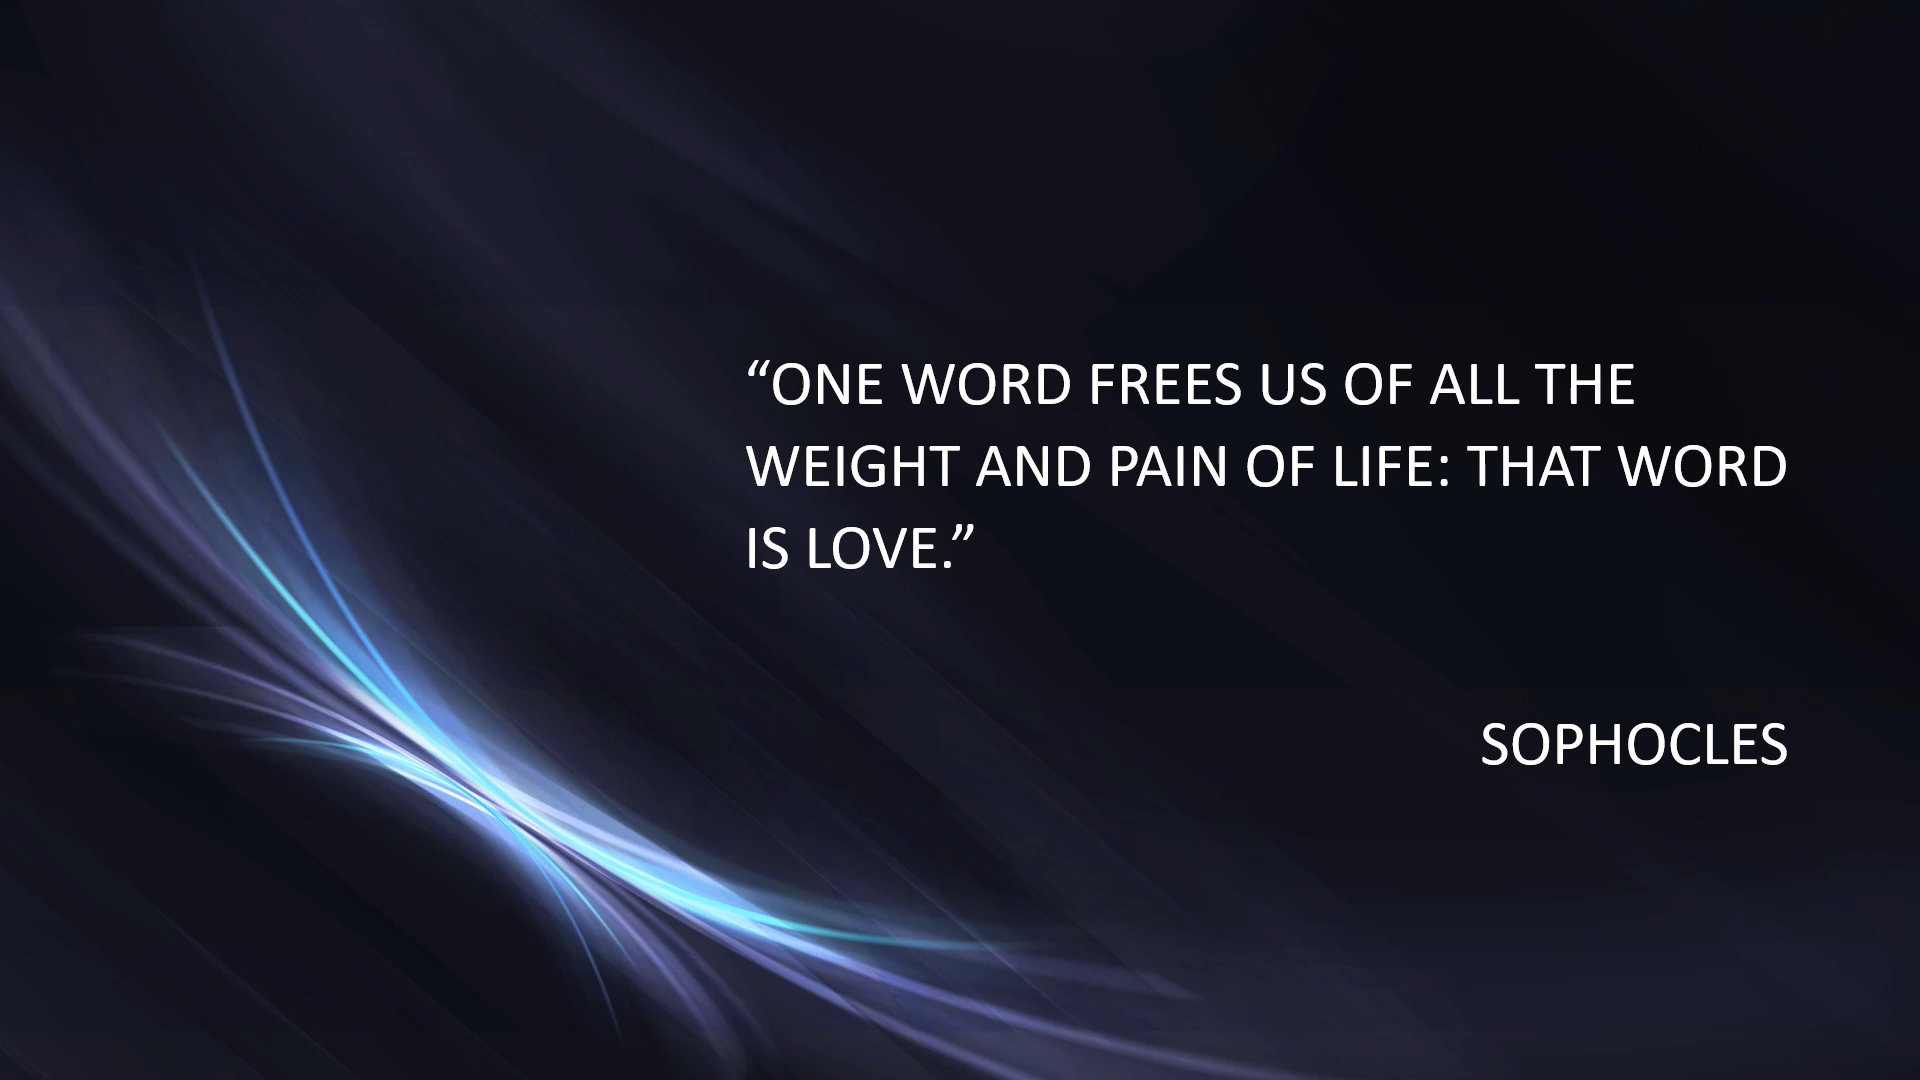 “ONE WORD FREES US OF ALL THE
WEIGHT AND PAIN OF LIFE: THAT WORD
IS LOVE.”
SOPHOCLES